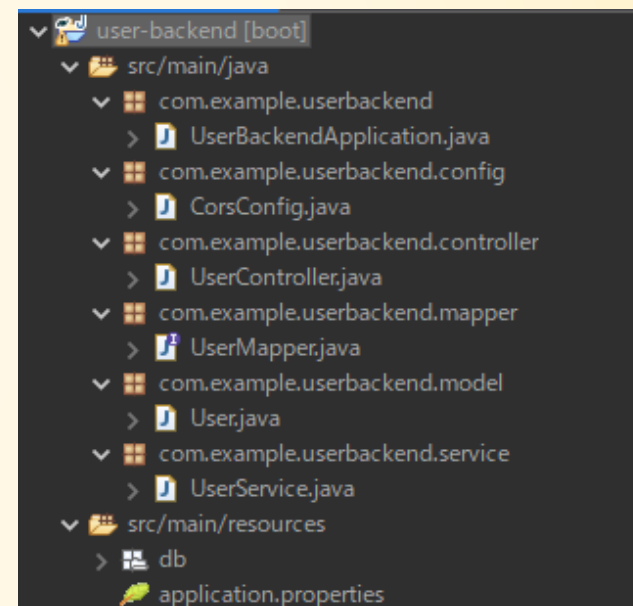 user-backend [boot]
src/main/java
com.example.userbackend
UserBackendApplication.java
com.example.userbackend.config
CorsConfig.java
com.example.userbackend.controller
UserController.java
com.example.userbackend.mapper
UserMapper.java
com.example.userbackend.model
User.java
com.example.userbackend.service
UserService.java
src/main/resources
db
application.properties